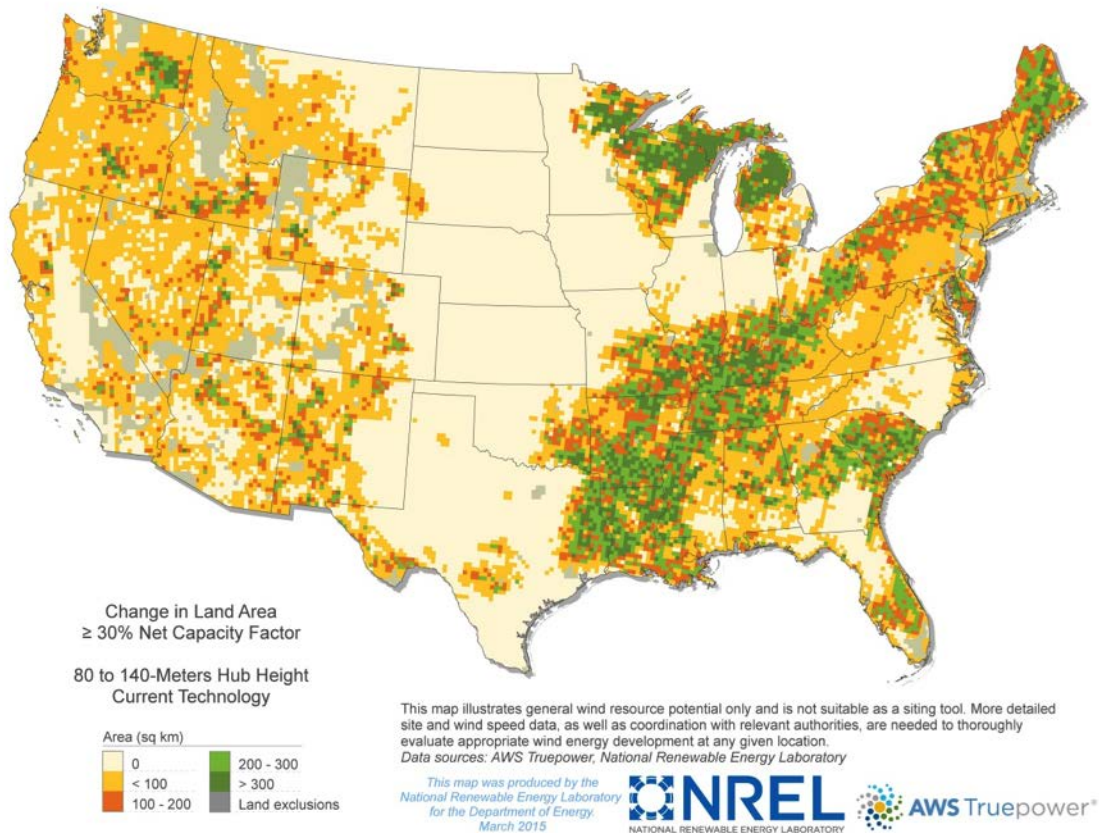 Change in Land Area
≥ 30% Net Capacity Factor
80 to 140-Meters Hub Height
Current Technology
Area (sq km)
0
< 100
100 - 200
200 - 300
> 300
Land exclusions
This map illustrates general wind resource potential only and is not suitable as a siting tool. More detailed
site and wind speed data, as well as coordination with relevant authorities, are needed to thoroughly
evaluate appropriate wind energy development at any given location.
Data sources: AWS Truepower, National Renewable Energy Laboratory
This map was produced by the
National Renewable Energy Laboratory
for the Department of Energy.
March 2015
NREL
NATIONAL RENEWABLE ENERGY LABORATORY
AWS Truepower®